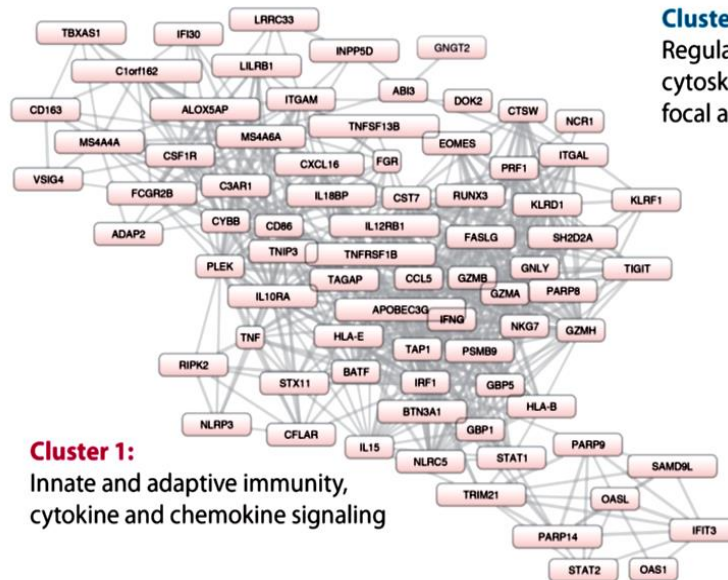 LRRC33
Cluste
TBXAS1
IFI30
INPP5D
GNGT2
Regula
C1orf162
LILRB1
cytosk
ABI3
focal a
CD163
ALOX5AP
ITGAM
DOK2
CTSW
NCR1
TNFSF13B
MS4A4A
MS4A6A
EOMES
CSF1R
CXCL16
FGR
PRF1
ITGAL
VSIG4
FCGR2B
C3AR1
IL18BP
CST7
RUNX3
KLRD1
KLRF1
CYBB
CD86
IL12RB1
ADAP2
FASLG
SH2D2A
TNIP3
TNFRSF1B
PLEK
TAGAP
CCL5
GZMB
GNLY
TIGIT
IL10RA
GZMA
PARP8
APOBEC3G
IFNG
TNF
HLA-E
NKG7
GZMH
TAP1
PSMB9
RIPK2
STX11
BATF
IRF1
GBP5
BTN3A1
HLA-B
NLRP3
CFLAR
GBP1
IL15
PARP9
Cluster 1:
NLRC5
STAT1
SAMD9L
Innate and adaptive immunity,
TRIM21
OASL
cytokine and chemokine signaling
PARP14
IFIT3
STAT2
OAS1